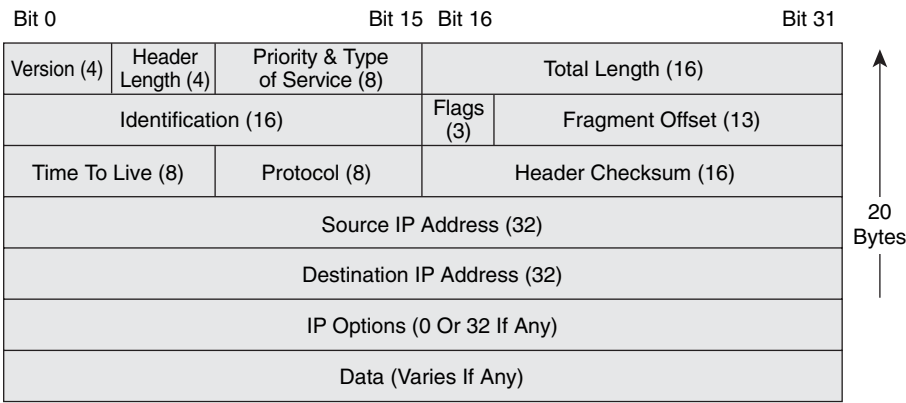 Bit 0 Bit 15 Bit 16 Bit 31
Version (4) Header Length (4) Priority & Type of Service (8) Total Length (16)
Identification (16) Flags (3) Fragment Offset (13)
Time To Live (8) Protocol (8) Header Checksum (16)
Source IP Address (32)
Destination IP Address (32)
IP Options (0 Or 32 If Any)
Data (Varies If Any)
20
Bytes